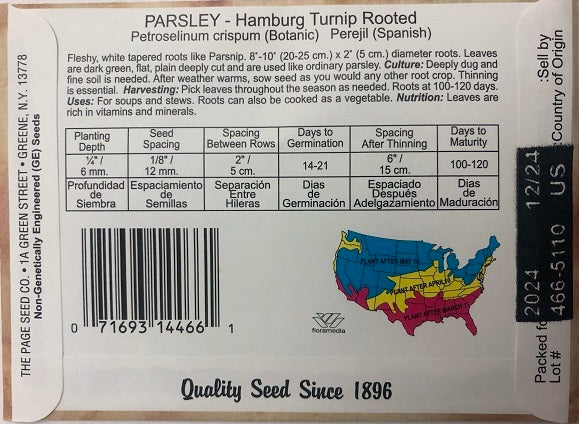 PARSLEY - Hamburg Turnip Rooted
Petroselinum crispum (Botanic) Perejil (Spanish)
Fleshy, white tapered roots like Parsnip. 8"-10" (20-25 cm.) x 2" (5 cm.) diameter roots. Leaves
are dark green, flat, plain deeply cut and are used like ordinary parsley. Culture: Deeply dug and
fine soil is needed. After weather warms, sow seed as you would any other root crop. Thinning
is essential. Harvesting: Pick leaves throughout the season as needed. Roots at 100-120 days.
Uses: For soups and stews. Roots can also be cooked as a vegetable. Nutrition: Leaves are
rich in vitamins and minerals.
Planting Depth
Seed Spacing
Spacing Between Rows
Days to Germination
Spacing After Thinning
Days to Maturity
¼"/ 6 mm.
1/8"/ 12 mm.
2"/ 5 cm.
14-21
6"/ 15 cm.
100-120
Profundidad de Siembra
Espaciamiento de Semillas
Separación Entre Hileras
Dias de Germinación
Espaciado Después Adelgazamiento
Dias de Maduración
0 71693 14466 1
PLANT AFTER MAY 15
PLANT AFTER APRIL 15
PLANT AFTER MARCH 1
floramedia
Quality Seed Since 1896
THE PAGE SEED CO. • 1A GREEN STREET • GREENE, N.Y. 13778
Non-Genetically Engineered (GE) Seeds
Packed fo
2024
12/24
:Sell by
Lot #
466-5110
US
:Country of Origin